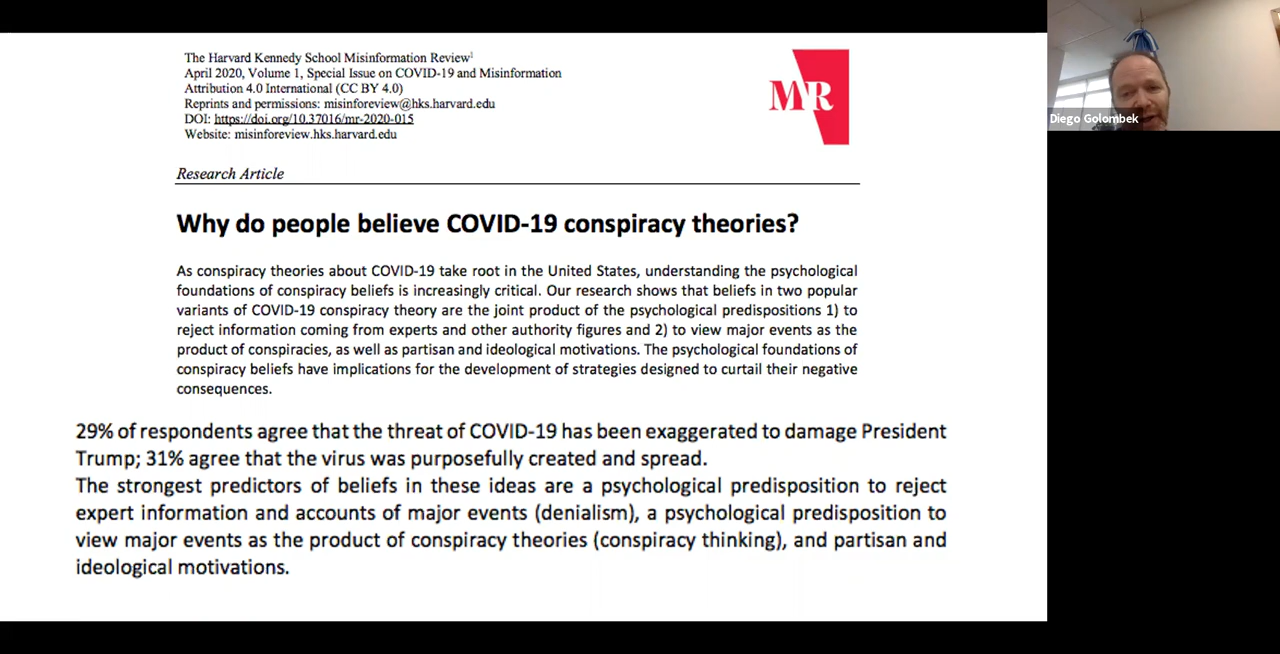 The Harvard Kennedy School Misinformation Review¹
April 2020, Volume 1, Special Issue on COVID-19 and Misinformation
Attribution 4.0 International (CC BY 4.0)
Reprints and permissions: misinforeview@hks.harvard.edu
DOI: https://doi.org/10.37016/mr-2020-015
Website: misinforeview.hks.harvard.edu
MR
Research Article
Why do people believe COVID-19 conspiracy theories?
As conspiracy theories about COVID-19 take root in the United States, understanding the psychological
foundations of conspiracy beliefs is increasingly critical. Our research shows that beliefs in two popular
variants of COVID-19 conspiracy theory are the joint product of the psychological predispositions 1) to
reject information coming from experts and other authority figures and 2) to view major events as the
product of conspiracies, as well as partisan and ideological motivations. The psychological foundations of
conspiracy beliefs have implications for the development of strategies designed to curtail their negative
consequences.
29% of respondents agree that the threat of COVID-19 has been exaggerated to damage President
Trump; 31% agree that the virus was purposefully created and spread.
The strongest predictors of beliefs in these ideas are a psychological predisposition to reject
expert information and accounts of major events (denialism), a psychological predisposition to
view major events as the product of conspiracy theories (conspiracy thinking), and partisan and
ideological motivations.
Diego Golombek